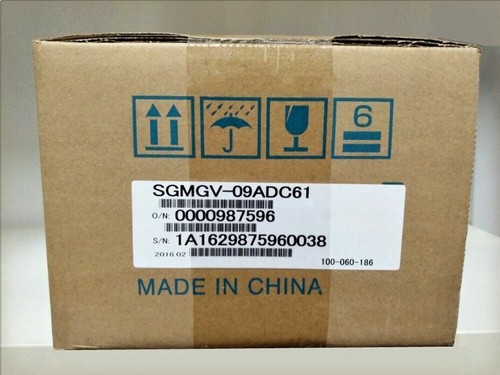 6
SGMGV-09ADC61
O/N: 0000987596
S/N: 1A1629875960038
2016.02
100-060-186
MADE IN CHINA